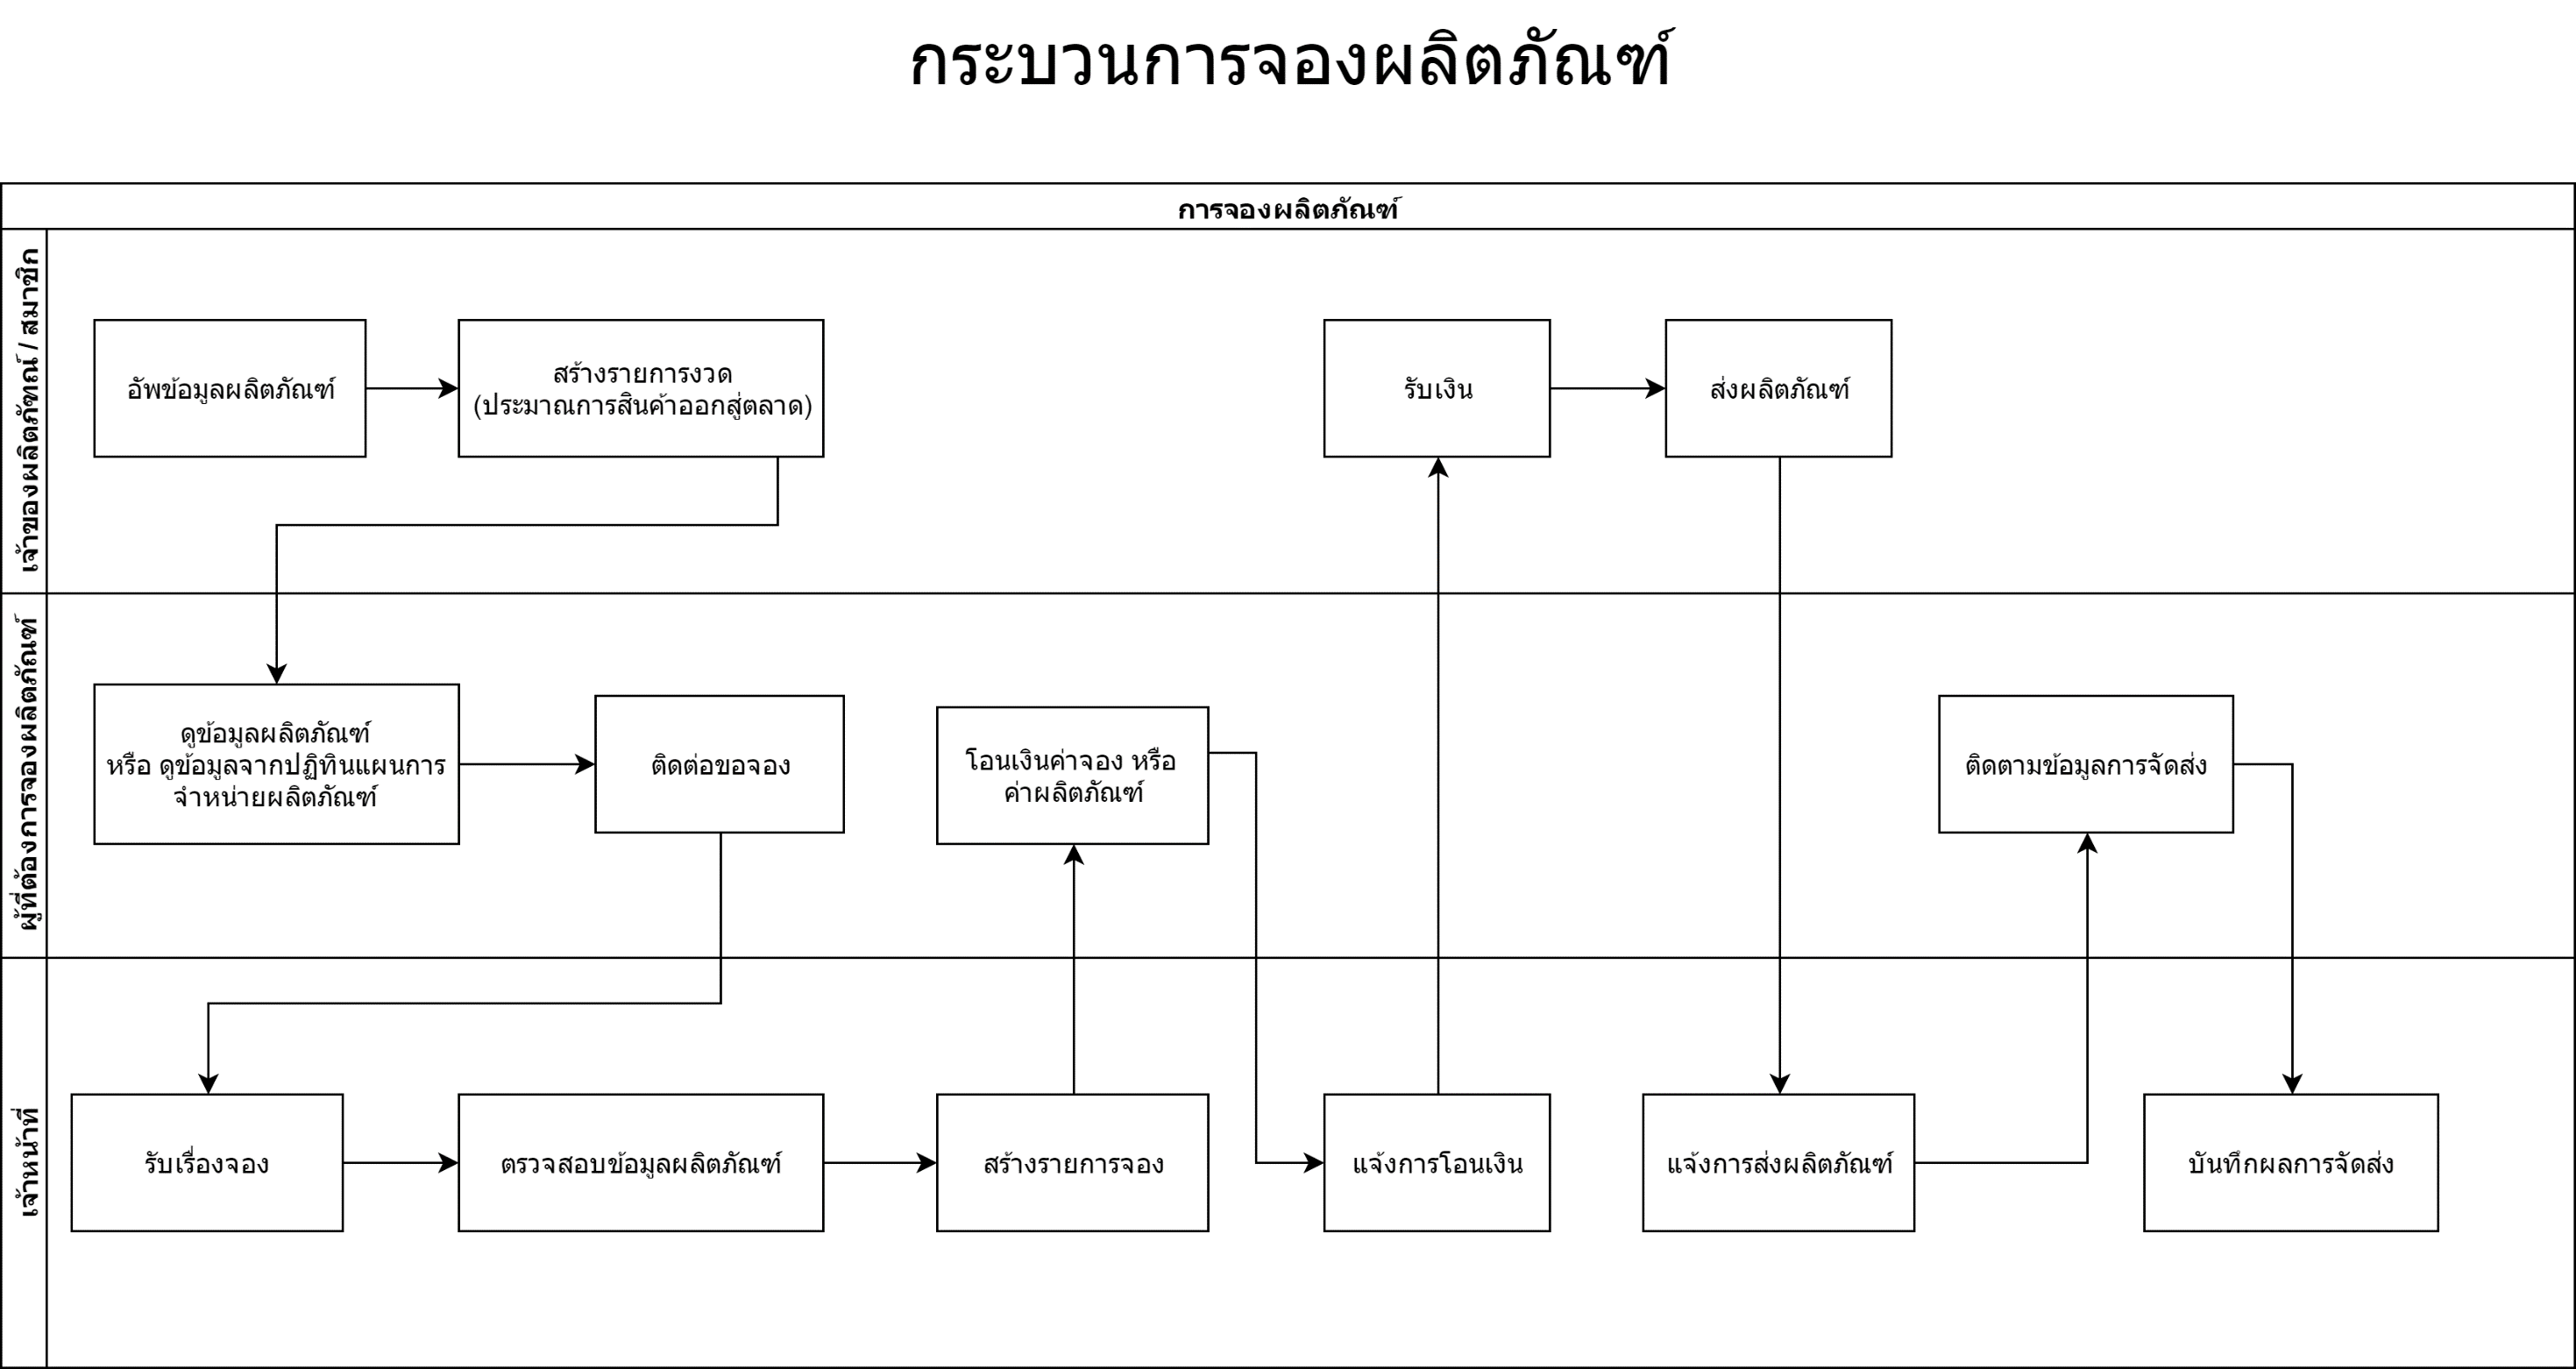 กระบวนการจองผลิตภัณฑ์
การจองผลิตภัณฑ์
เจ้าของผลิตภัฑณ์ / สมาชิก
อัพข้อมูลผลิตภัณฑ์
สร้างรายการงวด
(ประมาณการสินค้าออกสู่ตลาด)
รับเงิน
ส่งผลิตภัณฑ์
ผู้ที่ต้องการจองผลิตภัณฑ์
ดูข้อมูลผลิตภัณฑ์
หรือ ดูข้อมูลจากปฏิทินแผนการ
จำหน่ายผลิตภัณฑ์
ติดต่อขอจอง
โอนเงินค่าจอง หรือ
ค่าผลิตภัณฑ์
ติดตามข้อมูลการจัดส่ง
เจ้าหน้าที่
รับเรื่องจอง
ตรวจสอบข้อมูลผลิตภัณฑ์
สร้างรายการจอง
แจ้งการโอนเงิน
แจ้งการส่งผลิตภัณฑ์
บันทึกผลการจัดส่ง